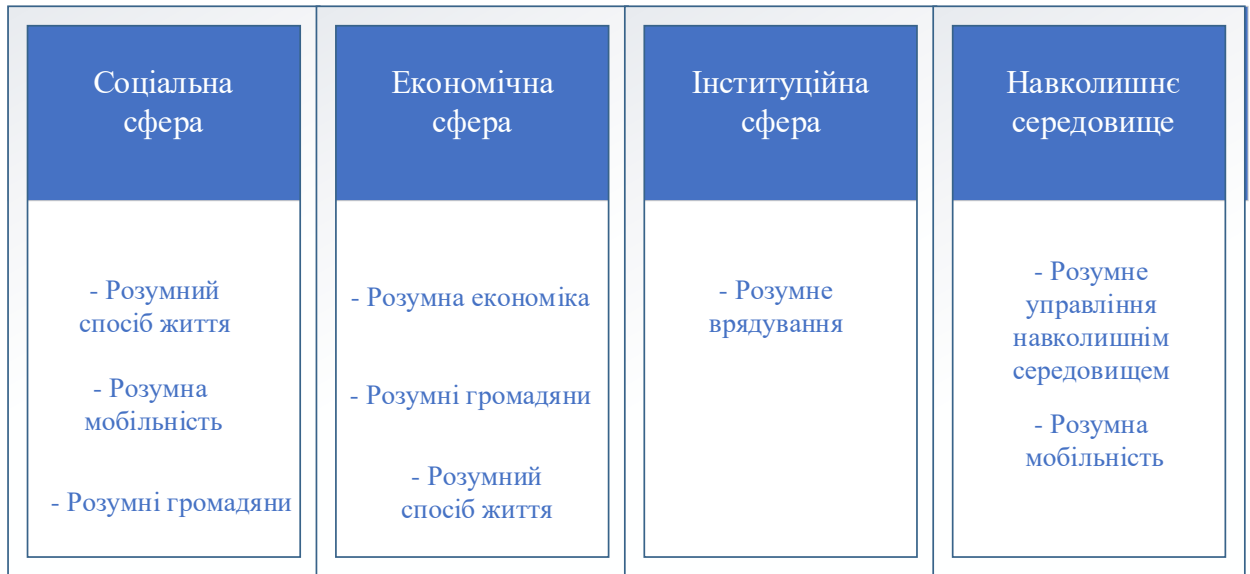 Соціальна
сфера
- Розумний
спосіб життя
- Розумна
мобільність
- Розумні громадяни
Економічна
сфера
- Розумна економіка
- Розумні громадяни
- Розумний
спосіб життя
Інституційна
сфера
- Розумне
врядування
Навколишнє
середовище
- Розумне
управління
навколишнім
середовищем
- Розумна
мобільність